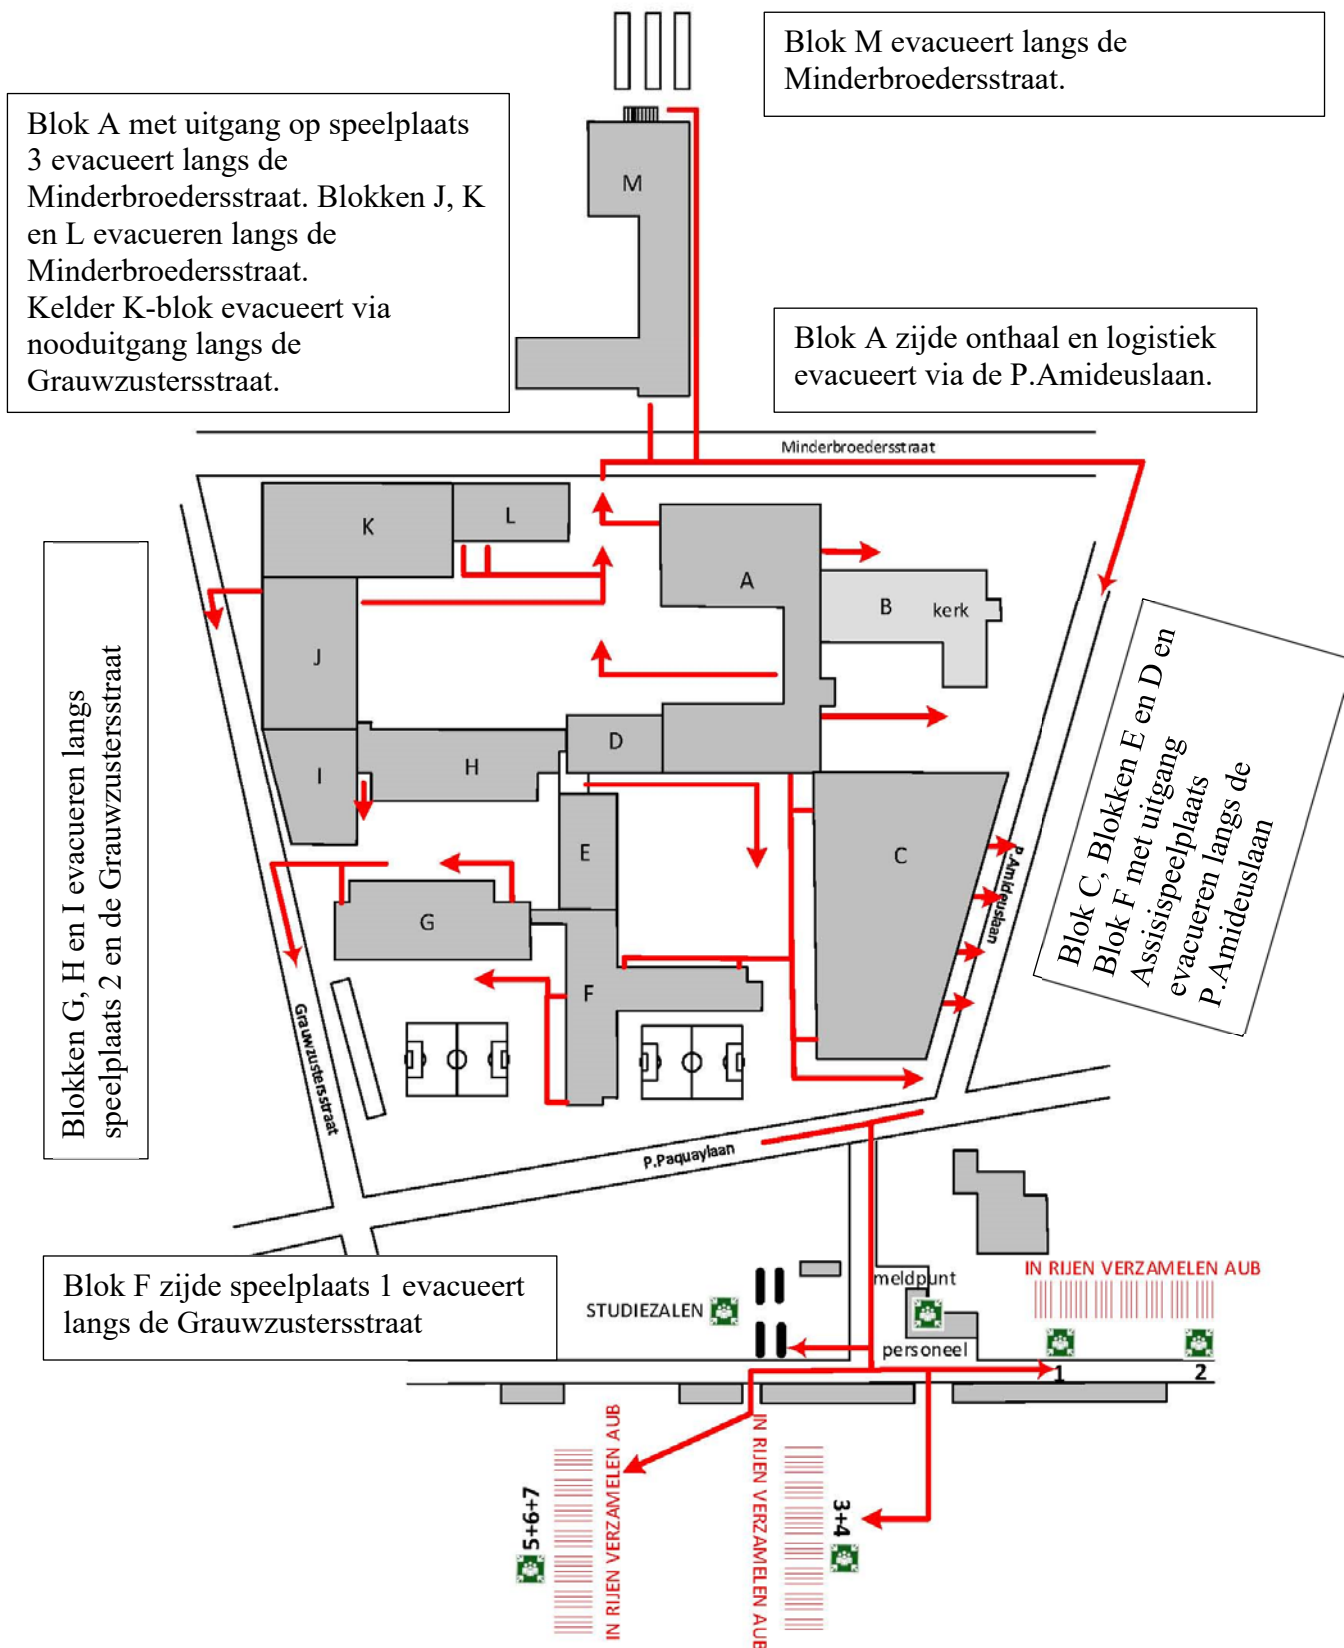 Blok M evacueert langs de
Minderbroedersstraat.
Blok A met uitgang op speelplaats
3 evacueert langs de
Minderbroedersstraat. Blokken J, K
en L evacueren langs de
Minderbroedersstraat.
Kelder K-blok evacueert via
nooduitgang langs de
Grauwzustersstraat.
M
Blok A zijde onthaal en logistiek
evacueert via de P.Amideuslaan.
Minderbroedersstraat
K
L
A
B
kerk
J
D
I
H
E
C
G
F
Blokken G, H en I evacueren langs
speelplaats 2 en de Grauwzustersstraat
Blok C, Blokken E en D en
Blok F met uitgang
Assisispeelplaats
evacueren langs de
P.Amideuslaan
P.Amideuslaan
Grauwzustersstraat
P.Paquaylaan
Blok F zijde speelplaats 1 evacueert
langs de Grauwzustersstraat
STUDIEZALEN
meldpunt
personeel
IN RIJEN VERZAMELEN AUB
1
2
5+6+7
IN RIJEN VERZAMELEN AUB
IN RIJEN VERZAMELEN AUB
3+4